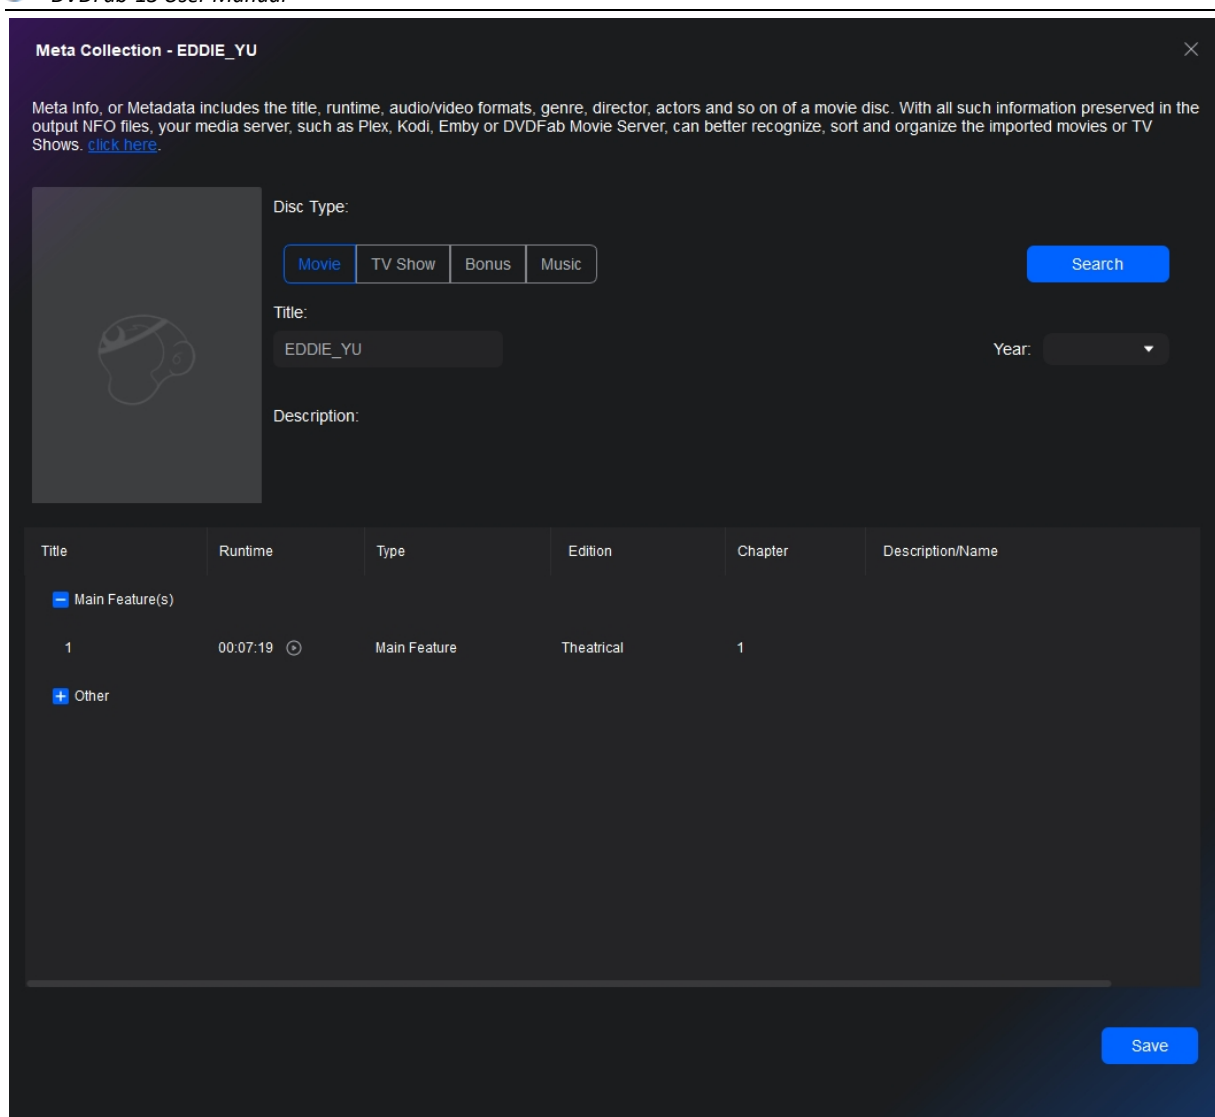 DVDFab 13 User Manual
Meta Collection - EDDIE_YU
Meta Info, or Metadata includes the title, runtime, audio/video formats, genre, director, actors and so on of a movie disc. With all such information preserved in the
output NFO files, your media server, such as Plex, Kodi, Emby or DVDFab Movie Server, can better recognize, sort and organize the imported movies or TV
Shows. click here.
Disc Type:
Movie TV Show Bonus Music Search
Title:
EDDIE_YU Year:
Description:
Title Runtime Type Edition Chapter Description/Name
Main Feature(s)
1 00:07:19 Main Feature Theatrical 1
Other
Save